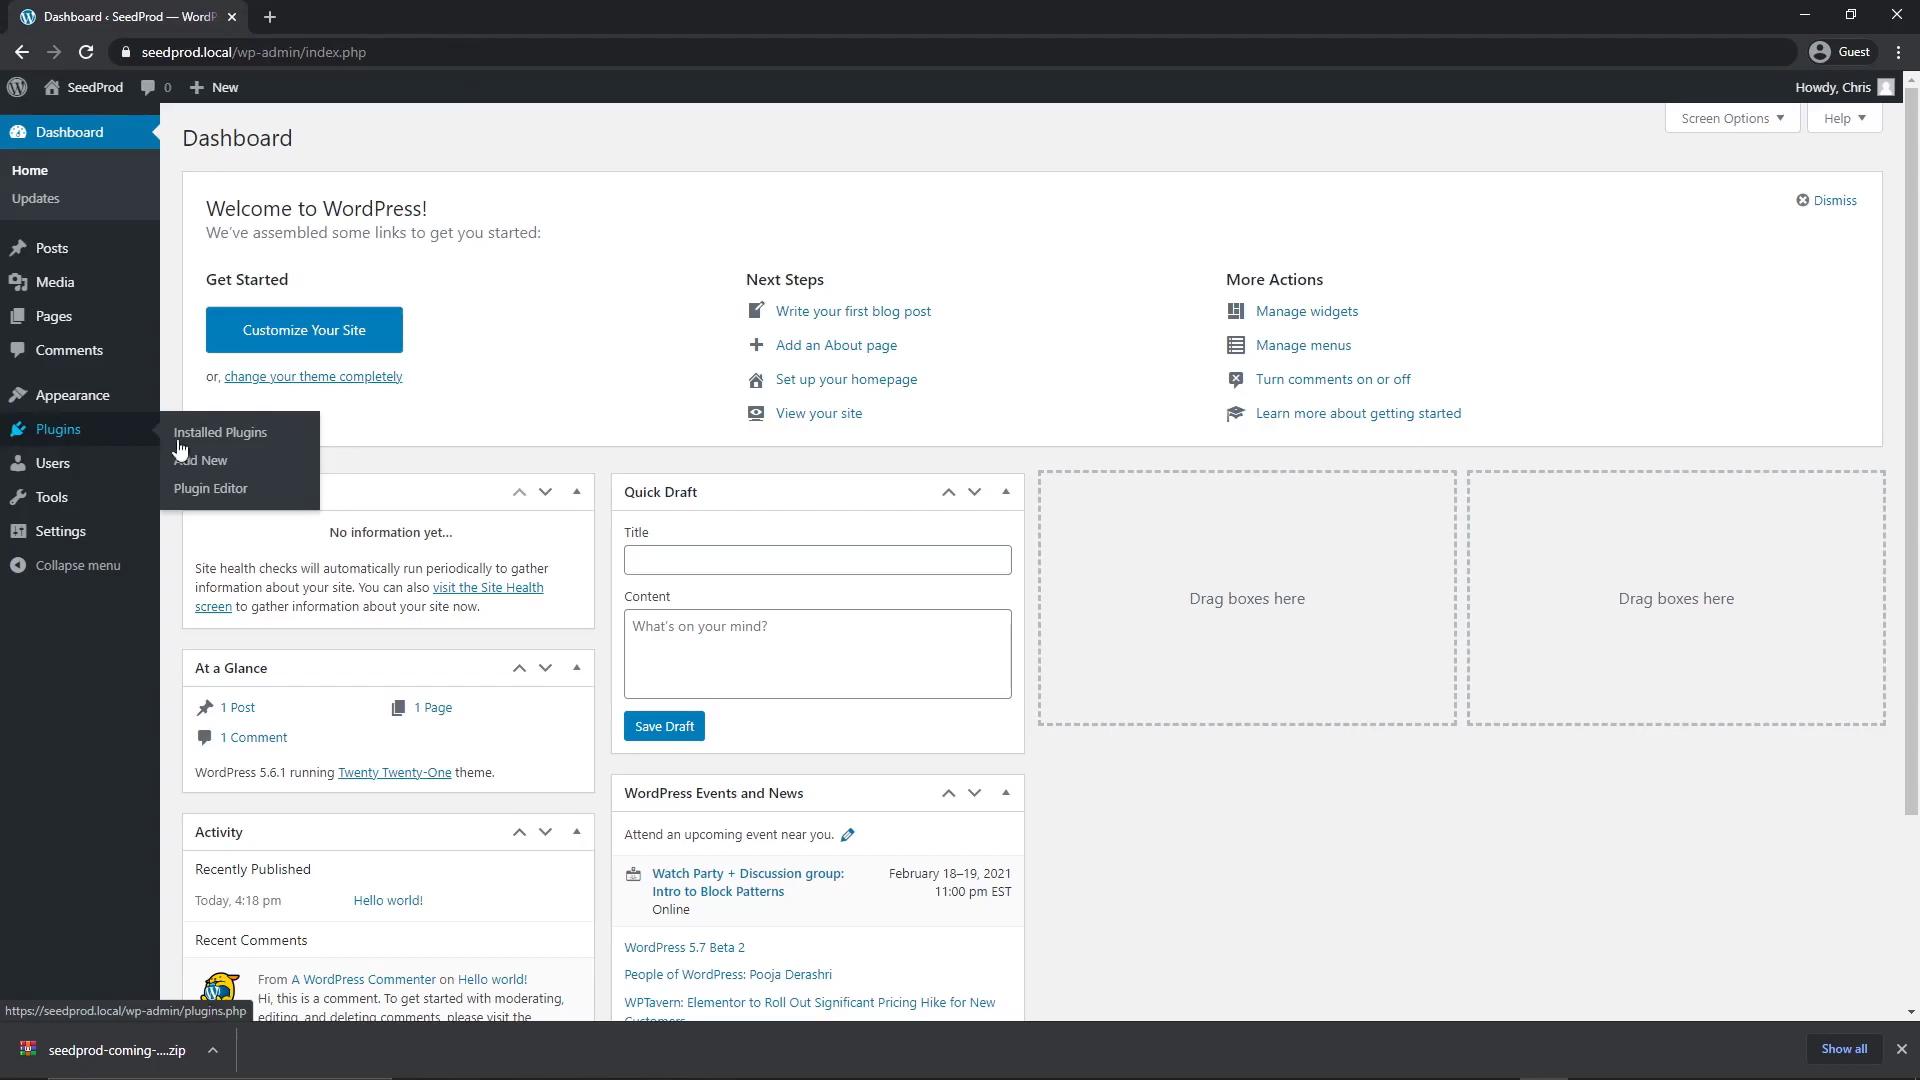 Dashboard ‹ SeedProd — WordP
seedprod.local/wp-admin/index.php
Guest
SeedProd
0
New
Howdy, Chris
Dashboard
Home
Updates
Posts
Media
Pages
Comments
Appearance
Plugins
Users
Tools
Settings
Collapse menu
Installed Plugins
Add New
Plugin Editor
Dashboard
Screen Options
Help
Welcome to WordPress!
We've assembled some links to get you started:
Dismiss
Get Started
Customize Your Site
or, change your theme completely
Next Steps
Write your first blog post
Add an About page
Set up your homepage
View your site
More Actions
Manage widgets
Manage menus
Turn comments on or off
Learn more about getting started
No information yet...
Site health checks will automatically run periodically to gather
information about your site. You can also visit the Site Health
screen to gather information about your site now.
At a Glance
1 Post
1 Page
1 Comment
WordPress 5.6.1 running Twenty Twenty-One theme.
Activity
Recently Published
Today, 4:18 pm
Hello world!
Recent Comments
From A WordPress Commenter on Hello world!
Hi, this is a comment. To get started with moderating,
editing, and deleting comments, please visit the
Quick Draft
Title
Content
What's on your mind?
Save Draft
WordPress Events and News
Attend an upcoming event near you.
Watch Party + Discussion group:
Intro to Block Patterns
Online
February 18–19, 2021
11:00 pm EST
WordPress 5.7 Beta 2
People of WordPress: Pooja Derashri
WPTavern: Elementor to Roll Out Significant Pricing Hike for New
Customers
Drag boxes here
Drag boxes here
https://seedprod.local/wp-admin/plugins.php
seedprod-coming-....zip
Show all